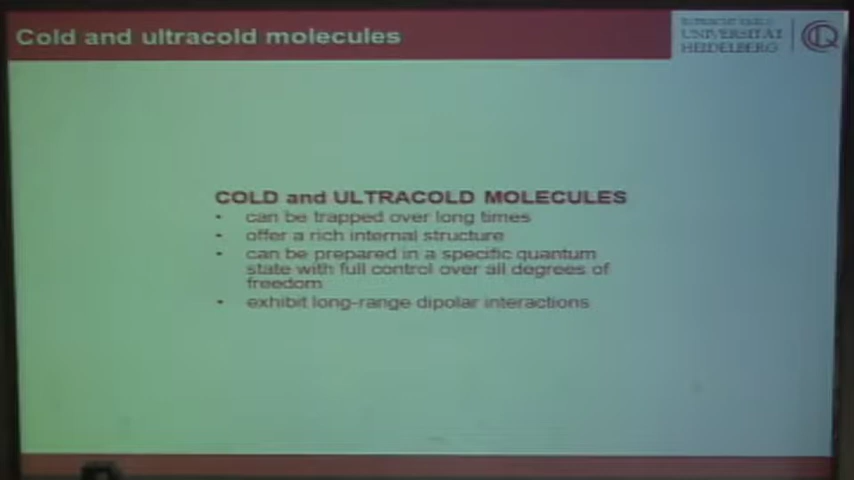 Cold and ultracold molecules
UNIVERSITÄT
HEIDELBERG
COLD and ULTRACOLD MOLECULES
• can be trapped over long times
• offer a rich internal structure
• can be prepared in a specific quantum
state with full control over all degrees of
freedom
• exhibit long-range dipolar interactions